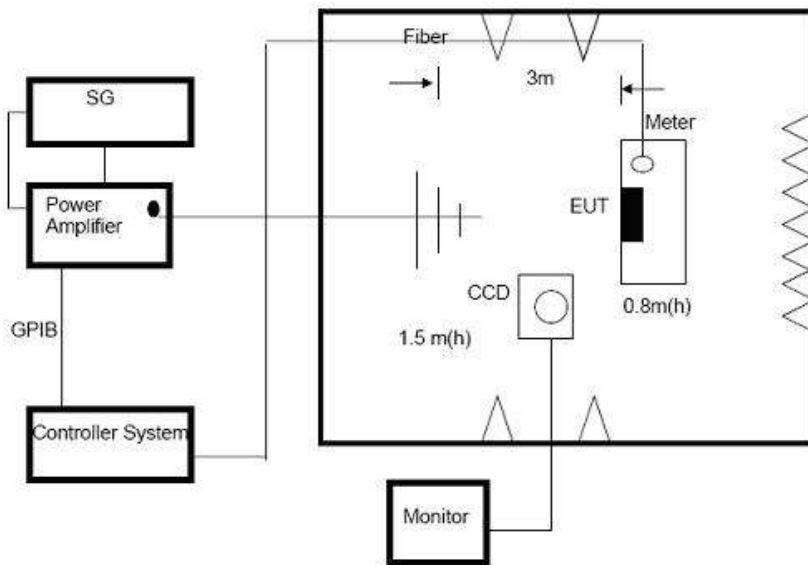 Fiber
3m
SG
Meter
Power
Amplifier
EUT
CCD
0.8m(h)
GPIB
1.5 m(h)
Controller System
Monitor